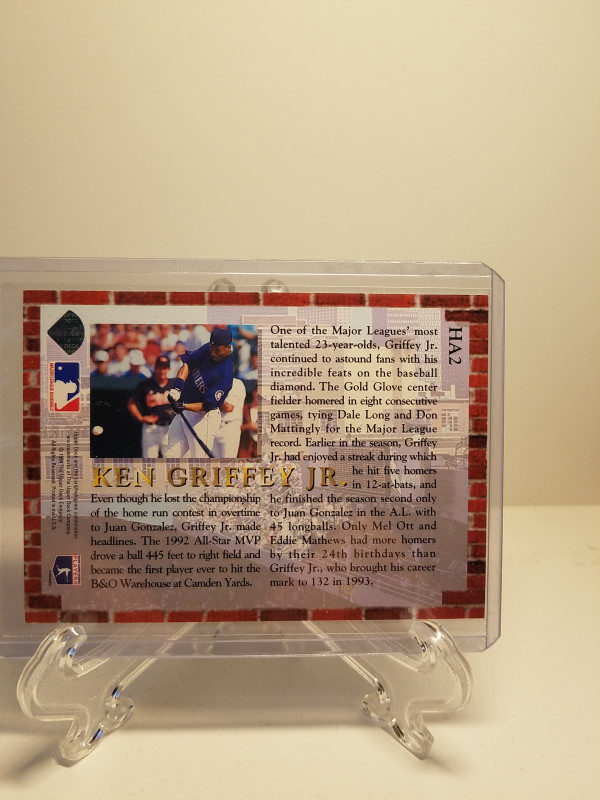 HA2
One of the Major Leagues' most
talented 23-year-olds, Griffey Jr.
continued to astound fans with his
incredible feats on the baseball
diamond. The Gold Glove center
fielder homered in eight consecutive
games, tying Dale Long and Don
Mattingly for the Major League
record. Earlier in the season, Griffey
Jr. had enjoyed a streak during which
he hit five homers
in 12-at-bats, and
he finished the season second only
to Juan Gonzalez in the A.L. with
45 longballs. Only Mel Ott and
Eddie Mathews had more homers
by their 24th birthdays than
Griffey Jr., who brought his career
mark to 132 in 1993.
KEN GRIFFEY JR.
Even though he lost the championship
of the home run contest in overtime
to Juan Gonzalez, Griffey Jr. made
headlines. The 1992 All-Star MVP
drove a ball 445 feet to right field and
became the first player ever to hit the
B&O Warehouse at Camden Yards.